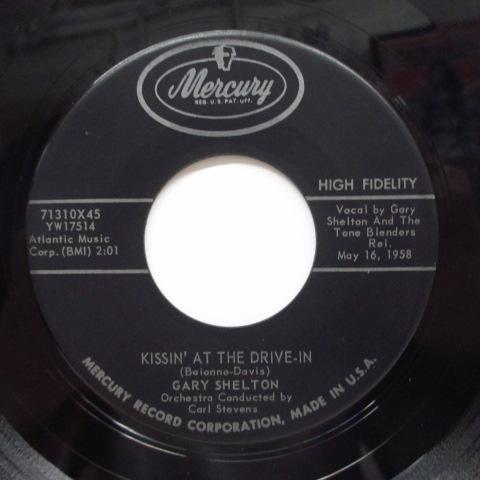 Mercury
REG. U.S. PAT. OFF.
HIGH FIDELITY
71310X45
YW17514
Atlantic Music
Corp. (BMI) 2:01
Vocal by Gary
Shelton And The
Tone Blenders
Rel.
May 16, 1958
KISSIN' AT THE DRIVE-IN
(Baionno-Davis)
GARY SHELTON
Orchestra Conducted by
Carl Stevens
MERCURY RECORD CORPORATION, MADE IN U.S.A.